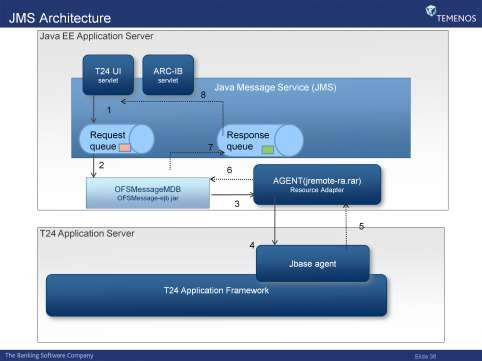 JMS Architecture
TEMENOS
Java EE Application Server
T24 UI
servlet
ARC-IB
servlet
Java Message Service (JMS)
1
8
Request
queue
Response
queue
2
7
6
OFSMessageMDB
OFSMessage-ejb.jar
3
AGENT(jremote-ra.rar)
Resource Adapter
T24 Application Server
4
5
Jbase agent
T24 Application Framework
The Banking Software Company
Slide 38